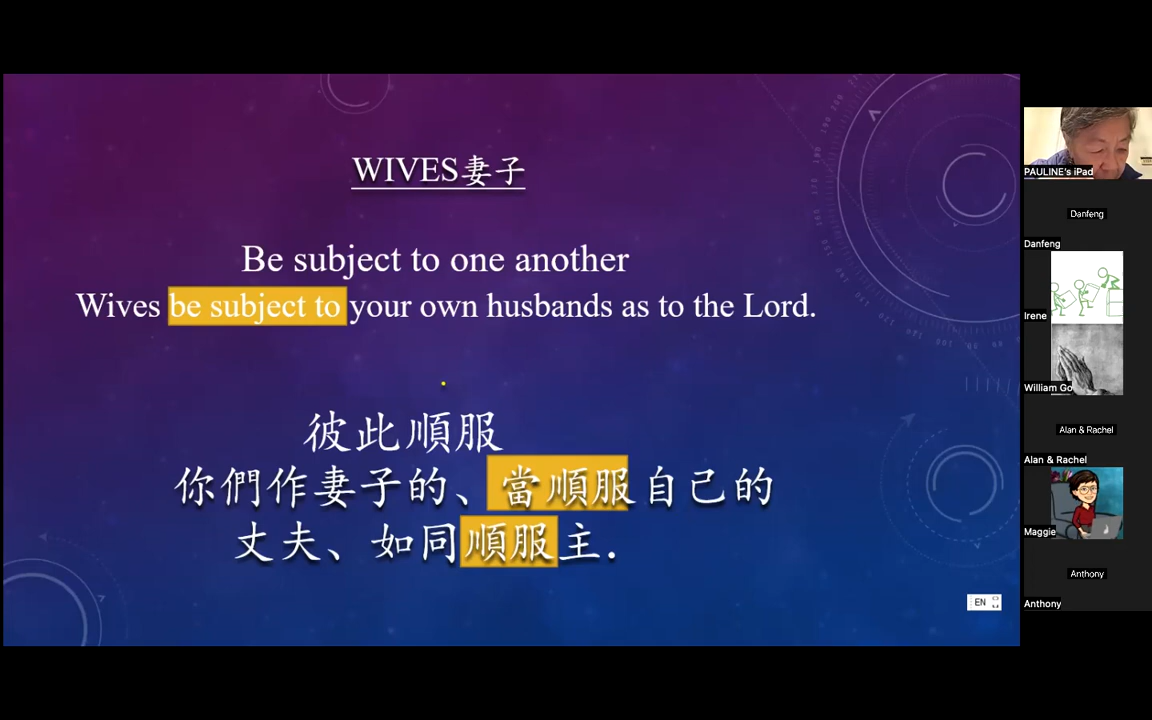 WIVES妻子
Be subject to one another
Wives be subject to your own husbands as to the Lord.
彼此順服
你們作妻子的、當順服自己的
丈夫、如同順服主.
EN
PAULINE's iPad
Danfeng
Danfeng
Irene
William Go
Alan & Rachel
Alan & Rachel
Maggie
Anthony
Anthony